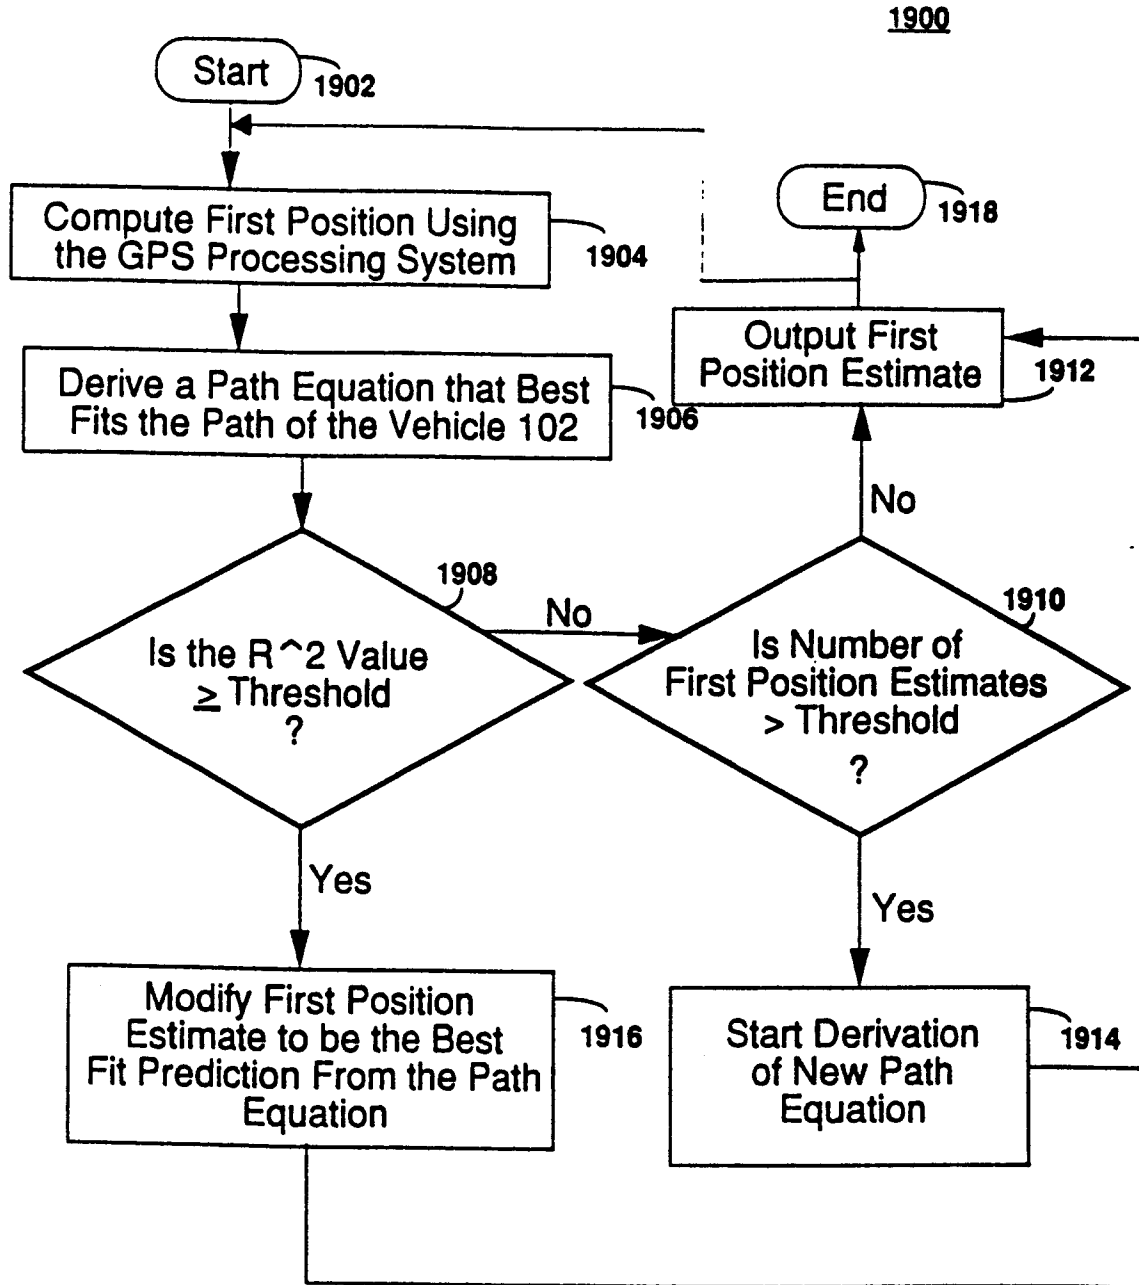 1900
Start
1902
Compute First Position Using
the GPS Processing System
1904
Derive a Path Equation that Best
Fits the Path of the Vehicle 102
1906
Is the R^2 Value
≥ Threshold
?
1908
No
Yes
Modify First Position
Estimate to be the Best
Fit Prediction From the Path
Equation
1916
End
1918
Output First
Position Estimate
1912
No
Is Number of
First Position Estimates
> Threshold
?
1910
Yes
Start Derivation
of New Path
Equation
1914